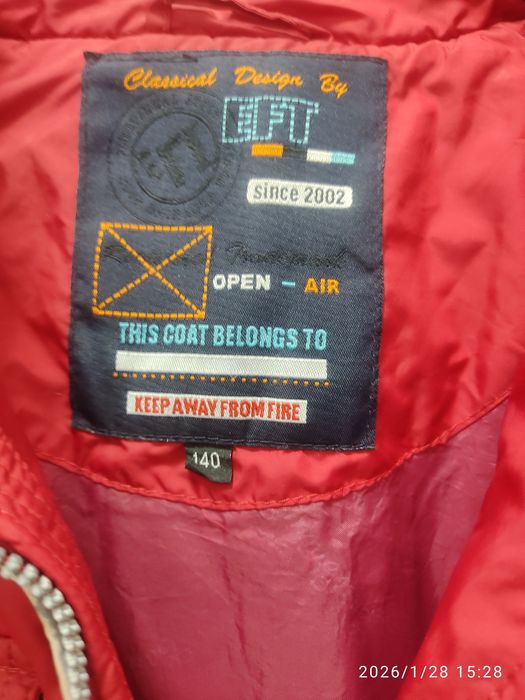 Classical Design By
EFT
since 2002
Trademark
OPEN - AIR
THIS COAT BELONGS TO
KEEP AWAY FROM FIRE
140
2026/1/28 15:28